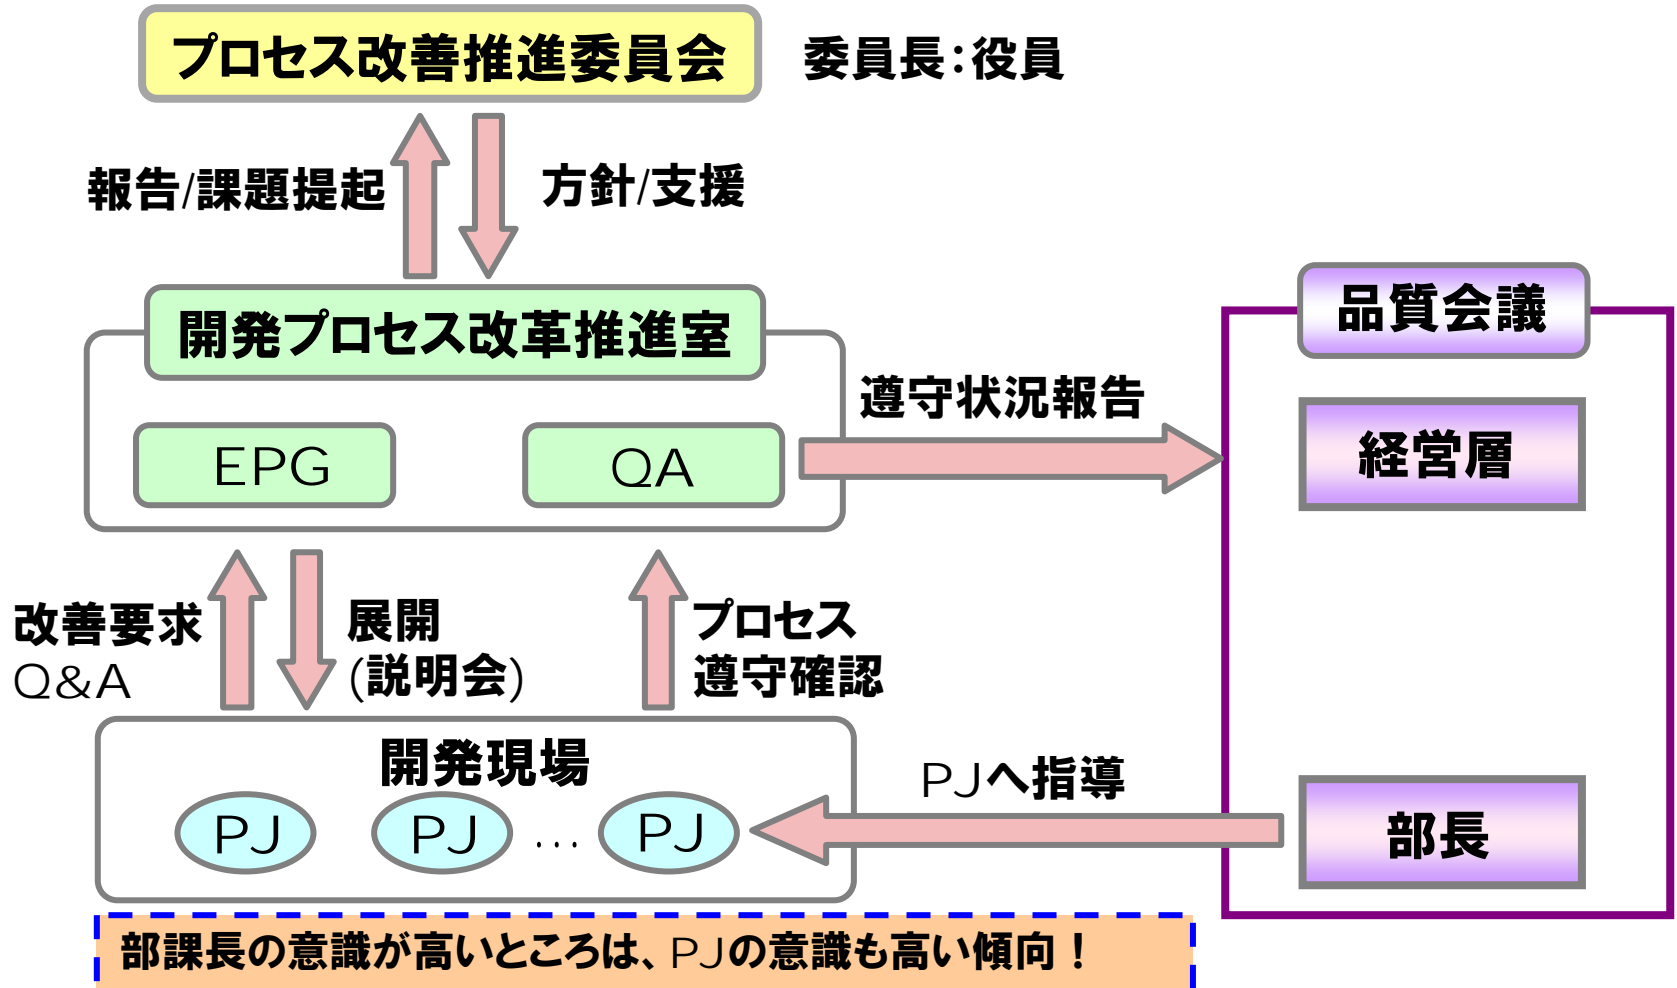 プロセス改善推進委員会
委員長：役員
報告/課題提起
方針/支援
開発プロセス改革推進室
品質会議
遵守状況報告
経営層
EPG
QA
改善要求
Q&A
展開
(説明会)
プロセス
遵守確認
開発現場
PJへ指導
PJ
PJ
…
PJ
部長
部課長の意識が高いところは、PJの意識も高い傾向！